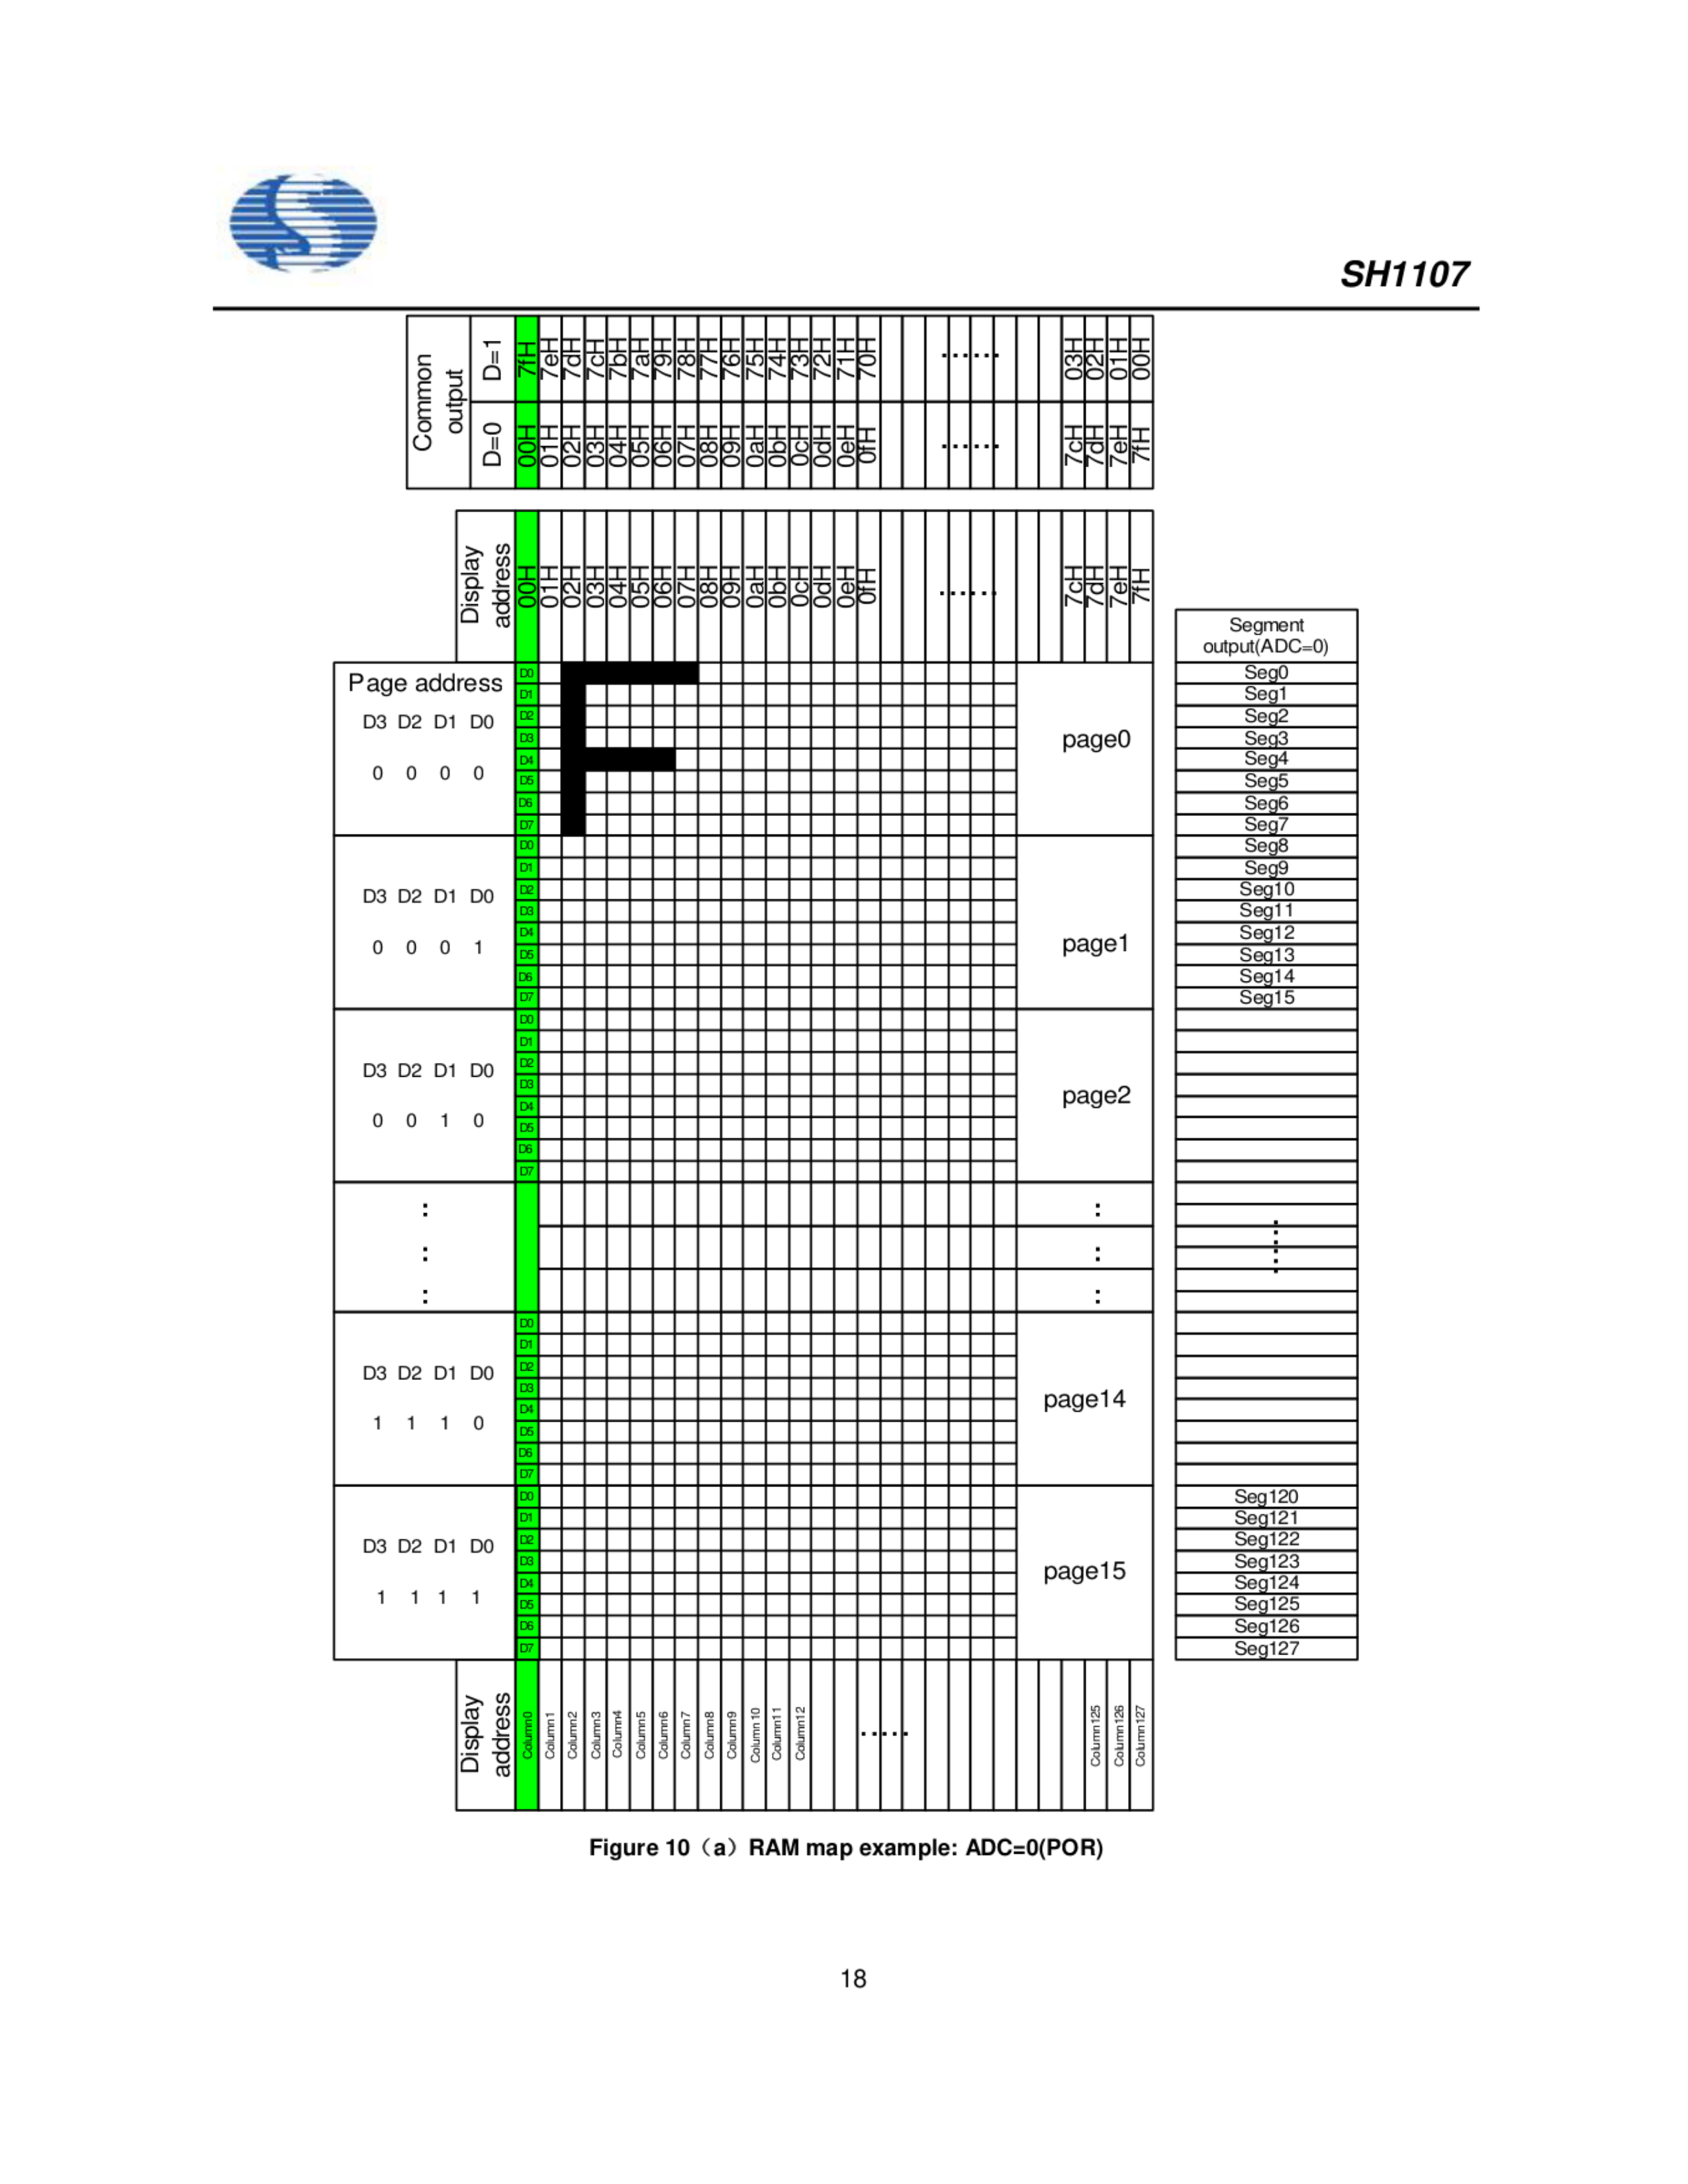 SH1107
Common output
D=1 7fH 7eH 7dH 7cH 7bH 7aH 79H 78H 77H 76H 75H 74H 73H 72H 71H 70H ...... 03H 02H 01H 00H
D=0 00H 01H 02H 03H 04H 05H 06H 07H 08H 09H 0aH 0bH 0cH 0dH 0eH 0fH ...... 7cH 7dH 7eH 7fH
Display address 00H 01H 02H 03H 04H 05H 06H 07H 08H 09H 0aH 0bH 0cH 0dH 0eH 0fH ...... 7cH 7dH 7eH 7fH
Segment
output(ADC=0)
Page address
D3 D2 D1 D0
0 0 0 0
D0
D1
D2
D3
D4
D5
D6
D7
page0
Seg0
Seg1
Seg2
Seg3
Seg4
Seg5
Seg6
Seg7
D3 D2 D1 D0
0 0 0 1
D0
D1
D2
D3
D4
D5
D6
D7
page1
Seg8
Seg9
Seg10
Seg11
Seg12
Seg13
Seg14
Seg15
D3 D2 D1 D0
0 0 1 0
D0
D1
D2
D3
D4
D5
D6
D7
page2
: :
: : ......
: :
D3 D2 D1 D0
1 1 1 0
D0
D1
D2
D3
D4
D5
D6
D7
page14
D3 D2 D1 D0
1 1 1 1
D0
D1
D2
D3
D4
D5
D6
D7
page15
Seg120
Seg121
Seg122
Seg123
Seg124
Seg125
Seg126
Seg127
Display address Column0 Column1 Column2 Column3 Column4 Column5 Column6 Column7 Column8 Column9 Column10 Column11 Column12 ..... Column125 Column126 Column127
Figure 10（a）RAM map example: ADC=0(POR)
18